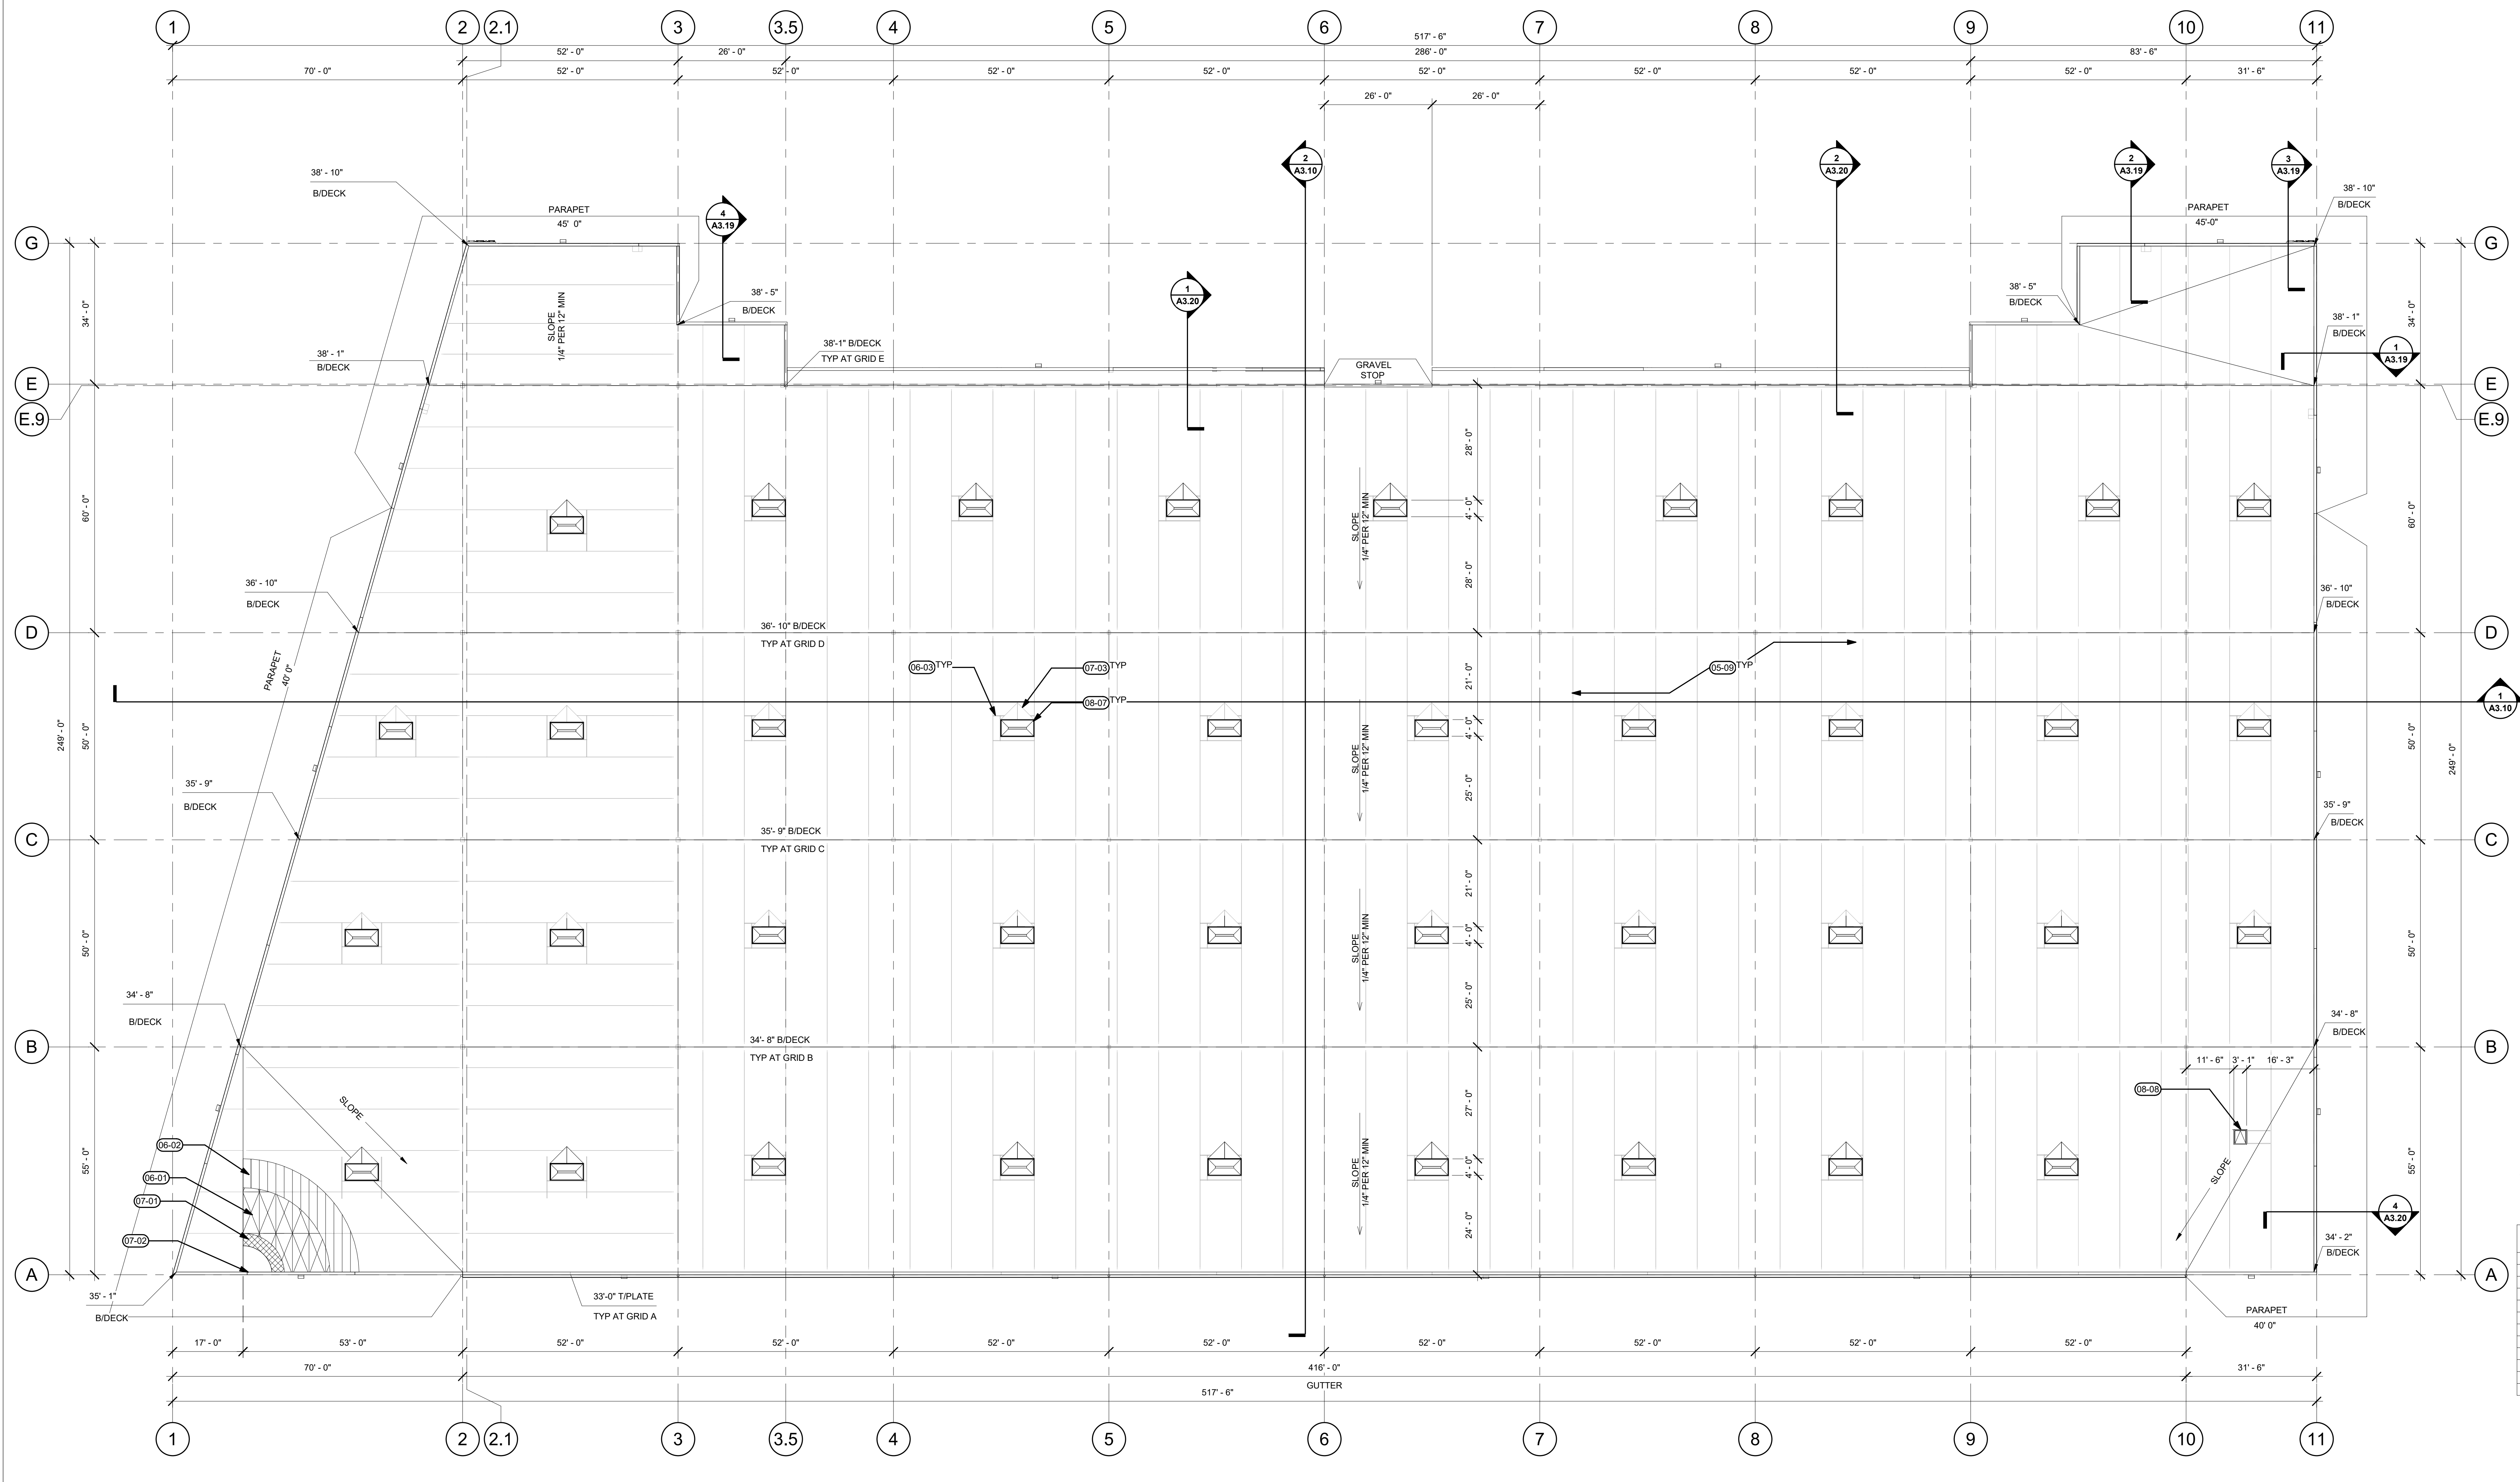 1 2 2.1 3 3.5 4 5 6 7 8 9 10 11
517' - 6"
52' - 0" 26' - 0" 286' - 0" 83' - 6"
70' - 0" 52' - 0" 52' - 0" 52' - 0" 52' - 0" 52' - 0" 52' - 0" 52' - 0" 52' - 0" 31' - 6"
26' - 0" 26' - 0"
2
A3.10
2
A3.20
2
A3.19
3
A3.19
38' - 10"
B/DECK
38' - 10"
B/DECK
PARAPET
45' 0"
4
A3.19
PARAPET
45'-0"
G
G
1
A3.20
38' - 5"
B/DECK
38' - 5"
B/DECK
34' - 0"
SLOPE
1/4" PER 12" MIN
34' - 0"
38' - 1"
B/DECK
38' - 1"
B/DECK
38'-1" B/DECK
TYP AT GRID E
GRAVEL
STOP
1
A3.19
E
E
E.9
E.9
28' - 0"
60' - 0"
SLOPE
1/4" PER 12" MIN
4' - 0"
60' - 0"
28' - 0"
36' - 10"
B/DECK
36' - 10"
B/DECK
D
36'- 10" B/DECK
TYP AT GRID D
D
PARAPET
40' 0"
06-03 TYP
07-03 TYP
08-07 TYP
05-09 TYP
21' - 0"
1
A3.10
249' - 0"
50' - 0"
SLOPE
1/4" PER 12" MIN
4' - 0"
50' - 0"
249' - 0"
25' - 0"
35' - 9"
B/DECK
35' - 9"
B/DECK
C
35'- 9" B/DECK
TYP AT GRID C
C
21' - 0"
50' - 0"
SLOPE
1/4" PER 12" MIN
4' - 0"
50' - 0"
25' - 0"
34' - 8"
B/DECK
34' - 8"
B/DECK
B
34'- 8" B/DECK
TYP AT GRID B
B
11' - 6" 3' - 1" 16' - 3"
08-08
SLOPE
27' - 0"
06-02
06-01
07-01
07-02
55' - 0"
SLOPE
1/4" PER 12" MIN
4' - 0"
SLOPE
55' - 0"
24' - 0"
4
A3.20
34' - 2"
B/DECK
A
A
35' - 1"
B/DECK
33'-0" T/PLATE
TYP AT GRID A
PARAPET
40' 0"
17' - 0" 53' - 0" 52' - 0" 52' - 0" 52' - 0" 52' - 0" 52' - 0" 52' - 0" 52' - 0" 52' - 0"
70' - 0" 416' - 0" 31' - 6"
GUTTER
517' - 6"
1 2 2.1 3 3.5 4 5 6 7 8 9 10 11